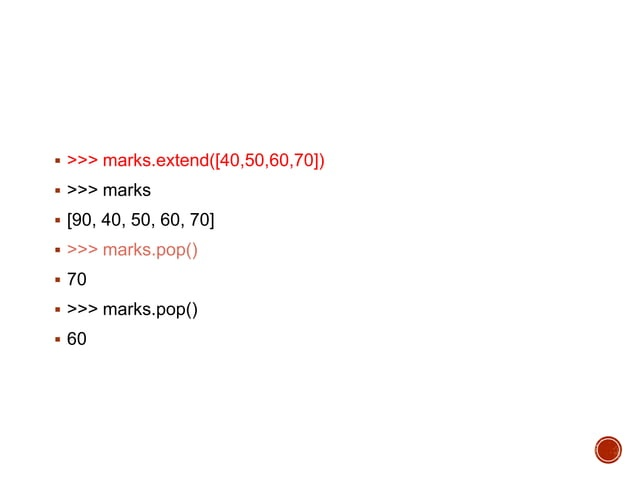 ▪ >>> marks.extend([40,50,60,70])
▪ >>> marks
▪ [90, 40, 50, 60, 70]
▪ >>> marks.pop()
▪ 70
▪ >>> marks.pop()
▪ 60